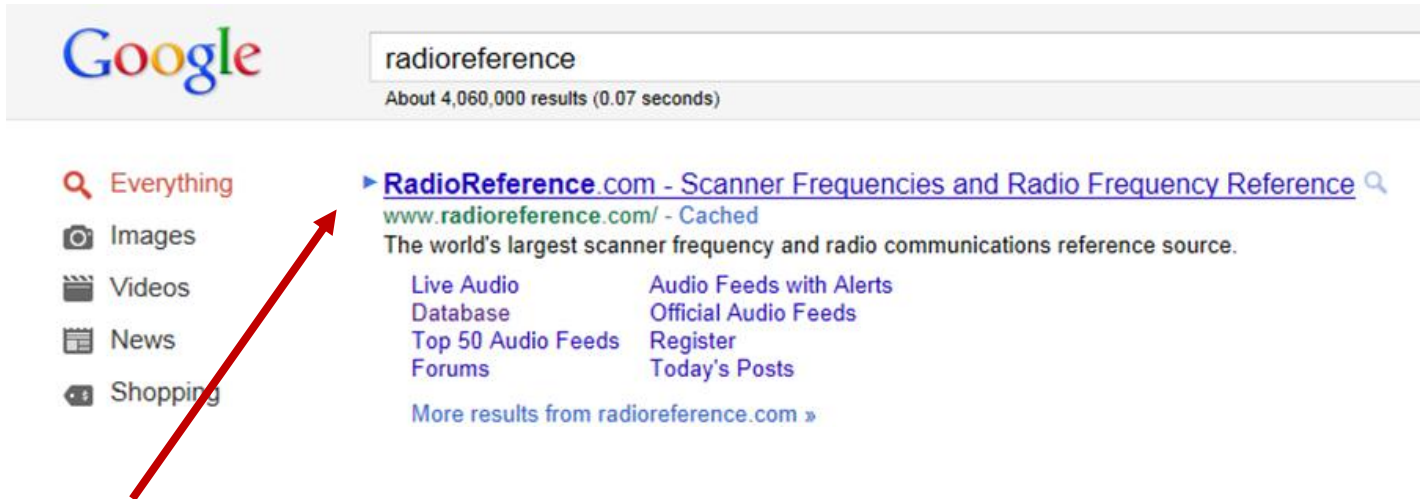 Google
radioreference
About 4,060,000 results (0.07 seconds)
Everything
Images
Videos
News
Shopping
RadioReference.com - Scanner Frequencies and Radio Frequency Reference
www.radioreference.com/ - Cached
The world's largest scanner frequency and radio communications reference source.
Live Audio Audio Feeds with Alerts
Database Official Audio Feeds
Top 50 Audio Feeds Register
Forums Today's Posts
More results from radioreference.com »